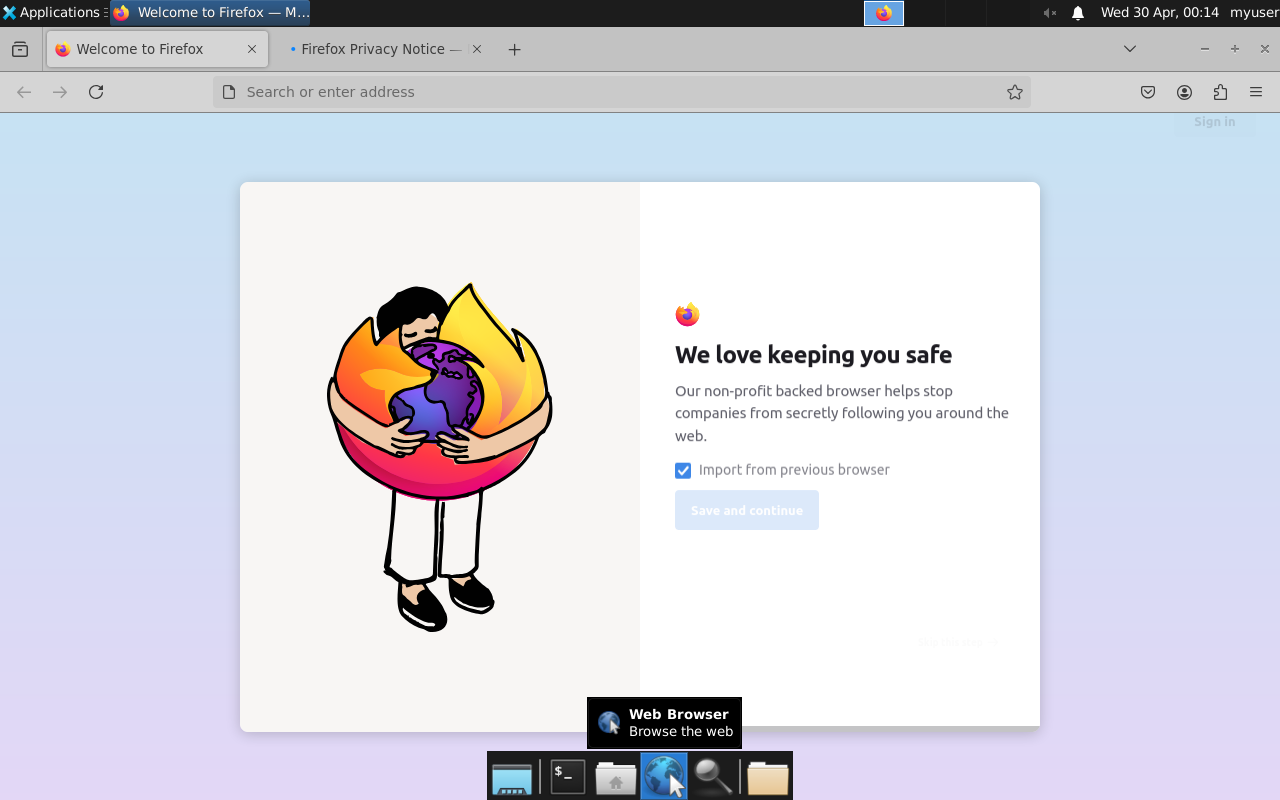 Applications
Welcome to Firefox — M...
Wed 30 Apr, 00:14
myuser
Welcome to Firefox
Firefox Privacy Notice —
Search or enter address
Sign in
We love keeping you safe
Our non-profit backed browser helps stop
companies from secretly following you around the
web.
Import from previous browser
Save and continue
Web Browser
Browse the web
$_